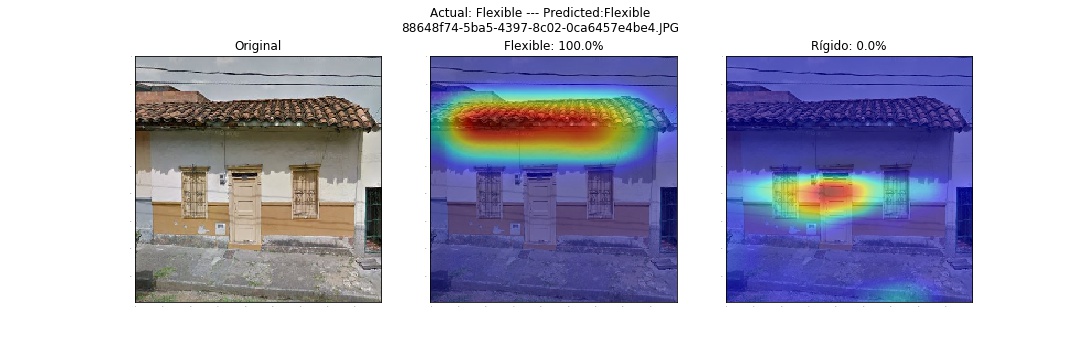 Actual: Flexible --- Predicted:Flexible
88648f74-5ba5-4397-8c02-0ca6457e4be4.JPG
Original
Flexible: 100.0%
Rígido: 0.0%